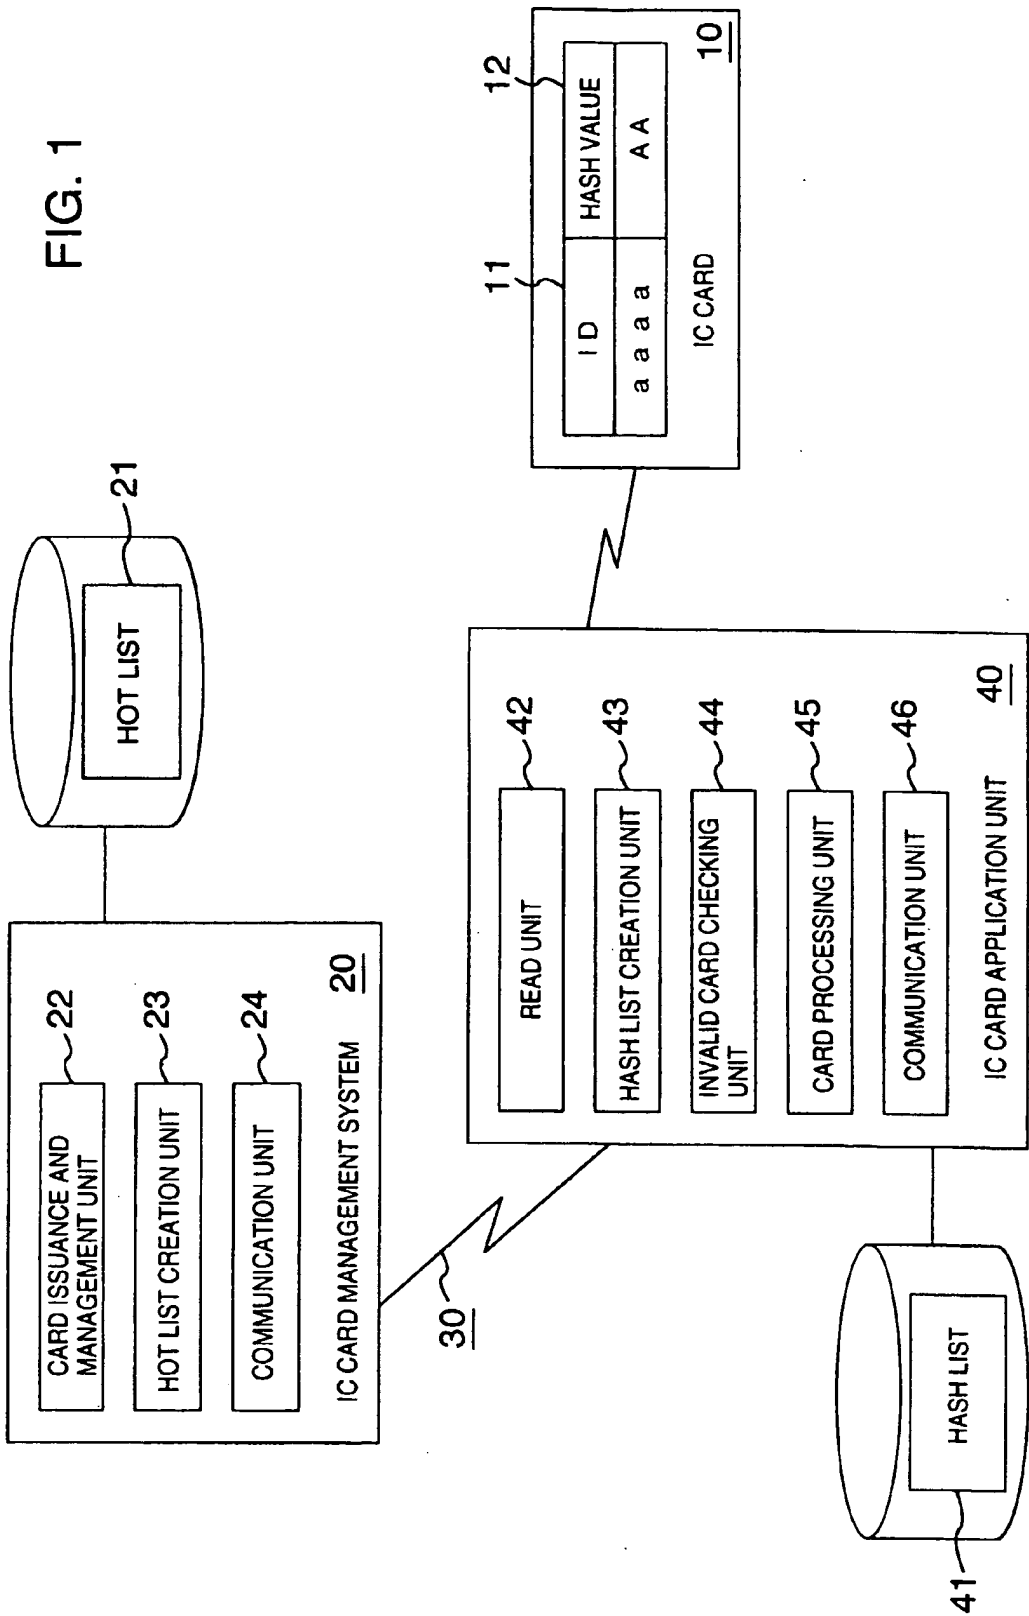 FIG. 1
HOT LIST
21
CARD ISSUANCE AND
MANAGEMENT UNIT
22
HOT LIST CREATION UNIT
23
COMMUNICATION UNIT
24
IC CARD MANAGEMENT SYSTEM
20
30
READ UNIT
42
HASH LIST CREATION UNIT
43
INVALID CARD CHECKING
UNIT
44
CARD PROCESSING UNIT
45
COMMUNICATION UNIT
46
IC CARD APPLICATION UNIT
40
11
12
ID
HASH VALUE
a a a a
A A
IC CARD
10
HASH LIST
41